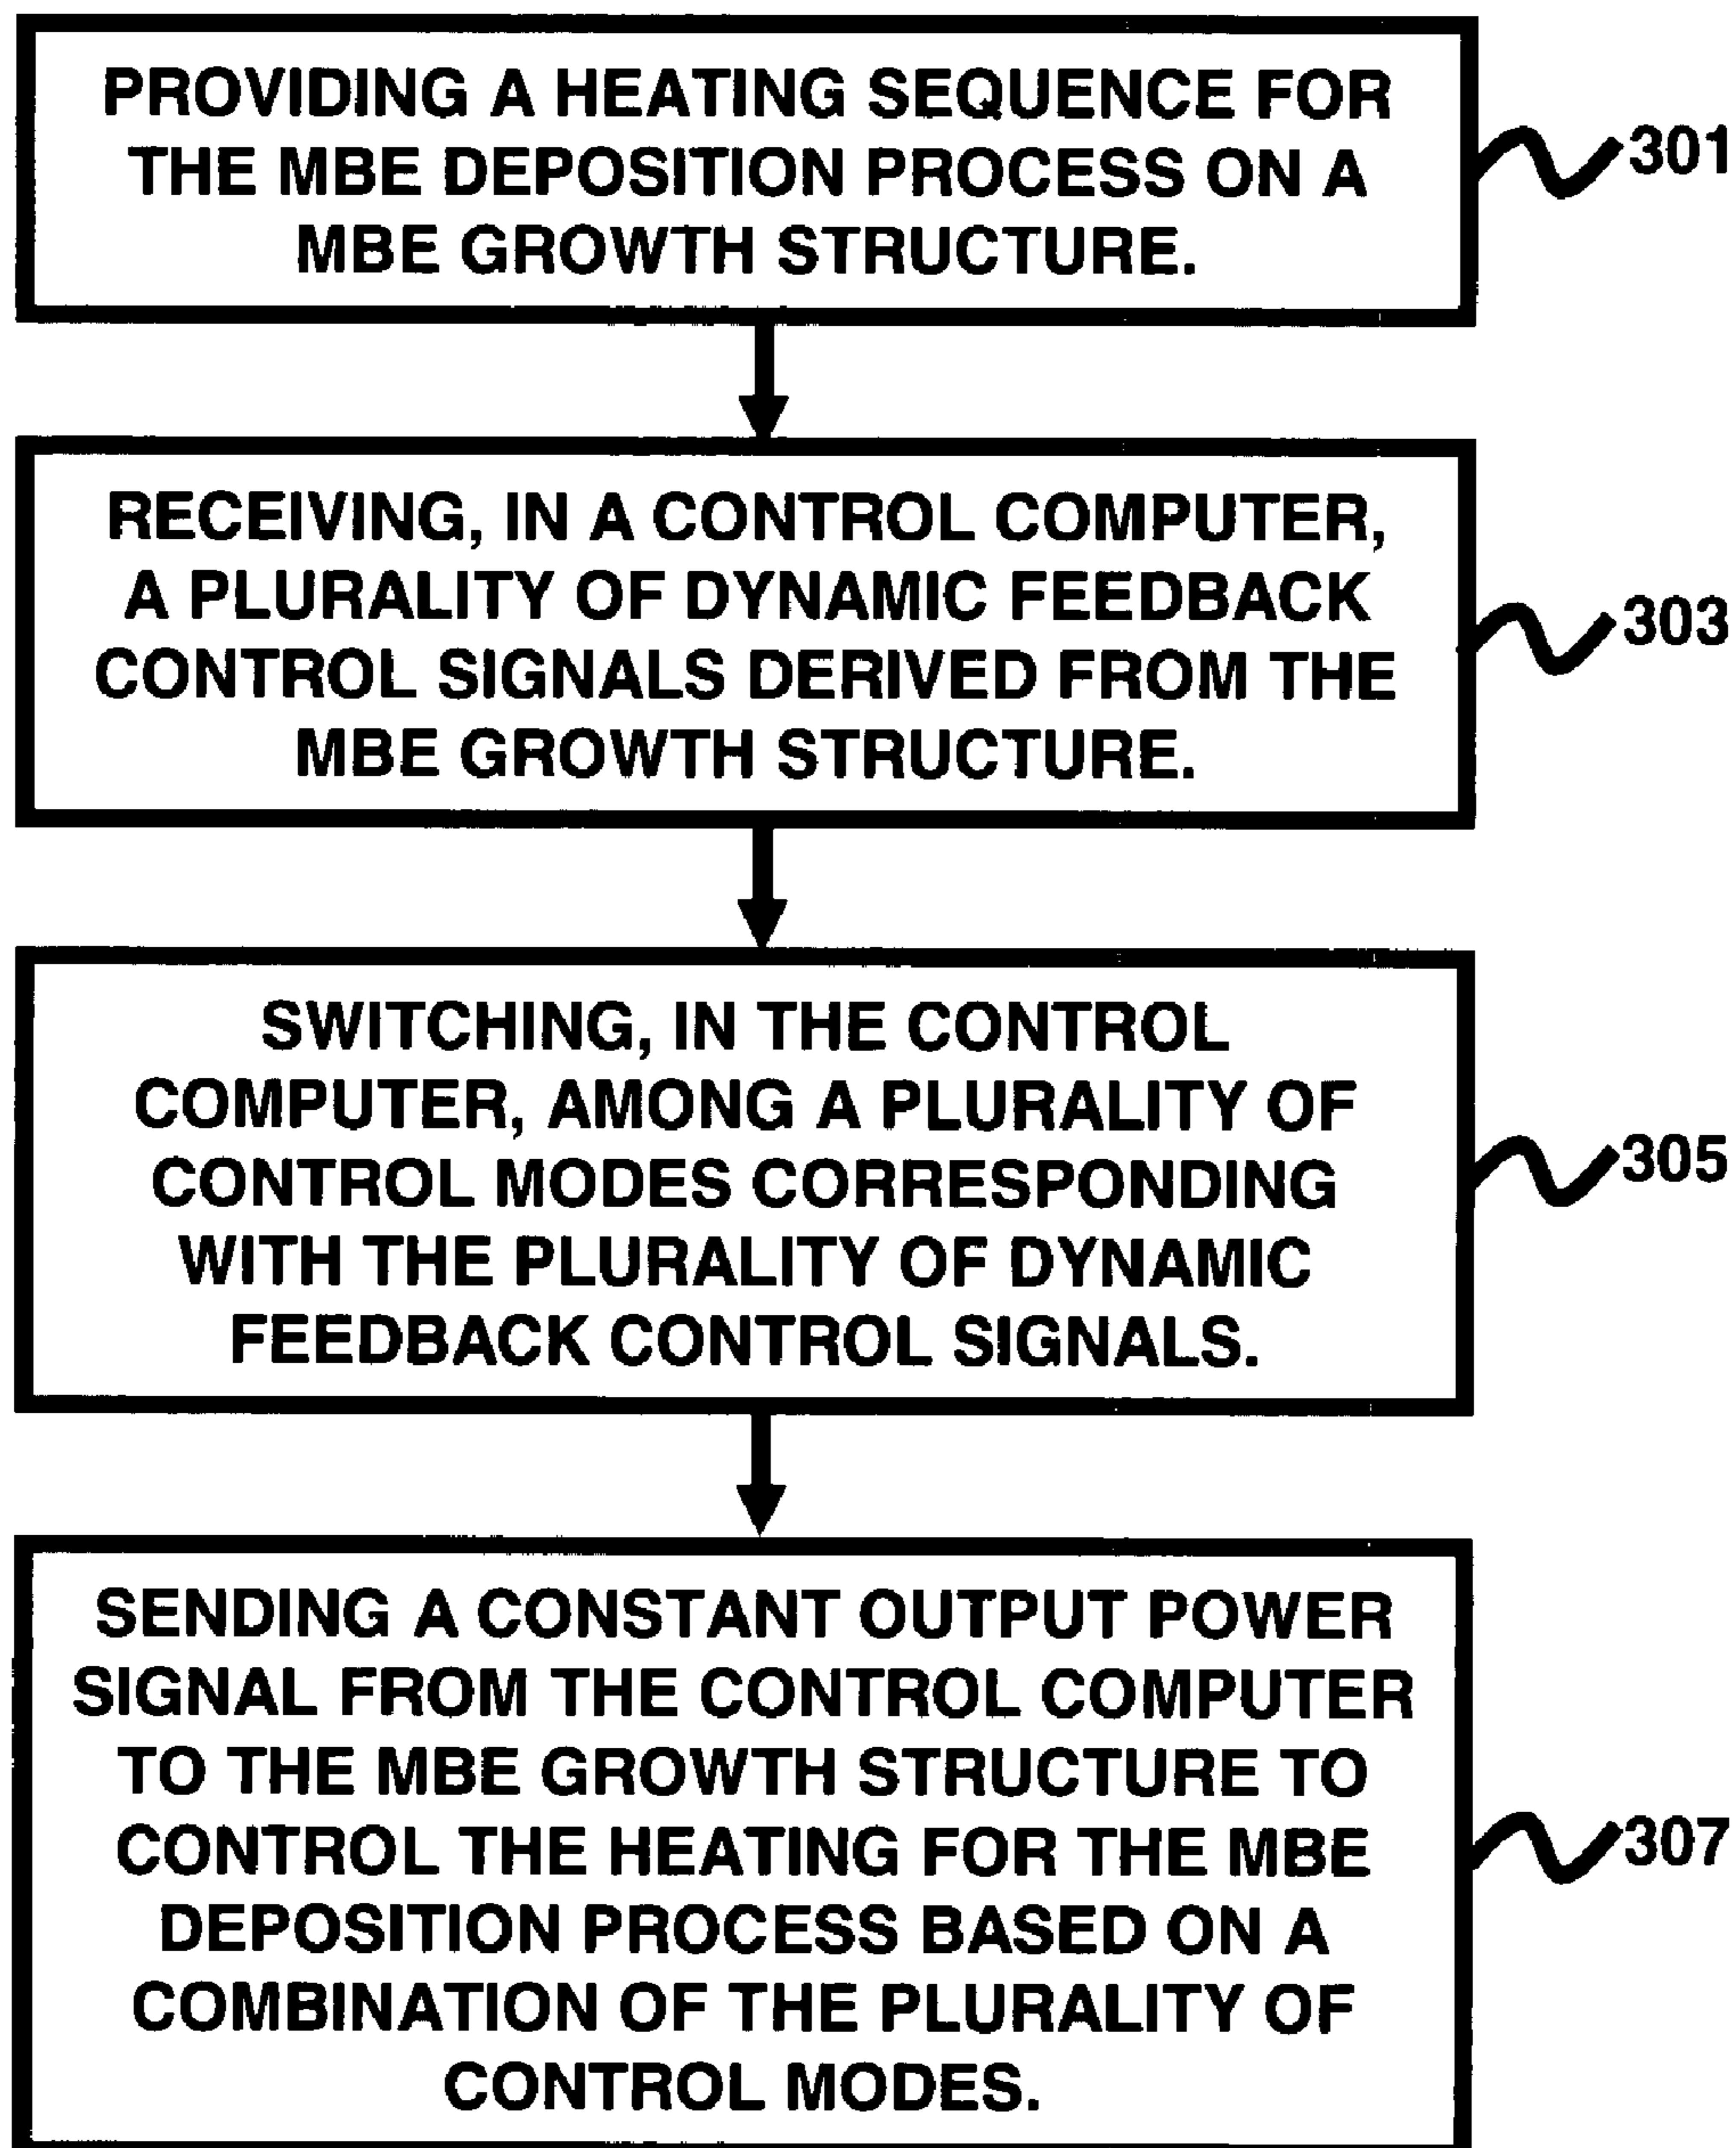 PROVIDING A HEATING SEQUENCE FOR
THE MBE DEPOSITION PROCESS ON A
MBE GROWTH STRUCTURE.
301
RECEIVING, IN A CONTROL COMPUTER,
A PLURALITY OF DYNAMIC FEEDBACK
CONTROL SIGNALS DERIVED FROM THE
MBE GROWTH STRUCTURE.
303
SWITCHING, IN THE CONTROL
COMPUTER, AMONG A PLURALITY OF
CONTROL MODES CORRESPONDING
WITH THE PLURALITY OF DYNAMIC
FEEDBACK CONTROL SIGNALS.
305
SENDING A CONSTANT OUTPUT POWER
SIGNAL FROM THE CONTROL COMPUTER
TO THE MBE GROWTH STRUCTURE TO
CONTROL THE HEATING FOR THE MBE
DEPOSITION PROCESS BASED ON A
COMBINATION OF THE PLURALITY OF
CONTROL MODES.
307